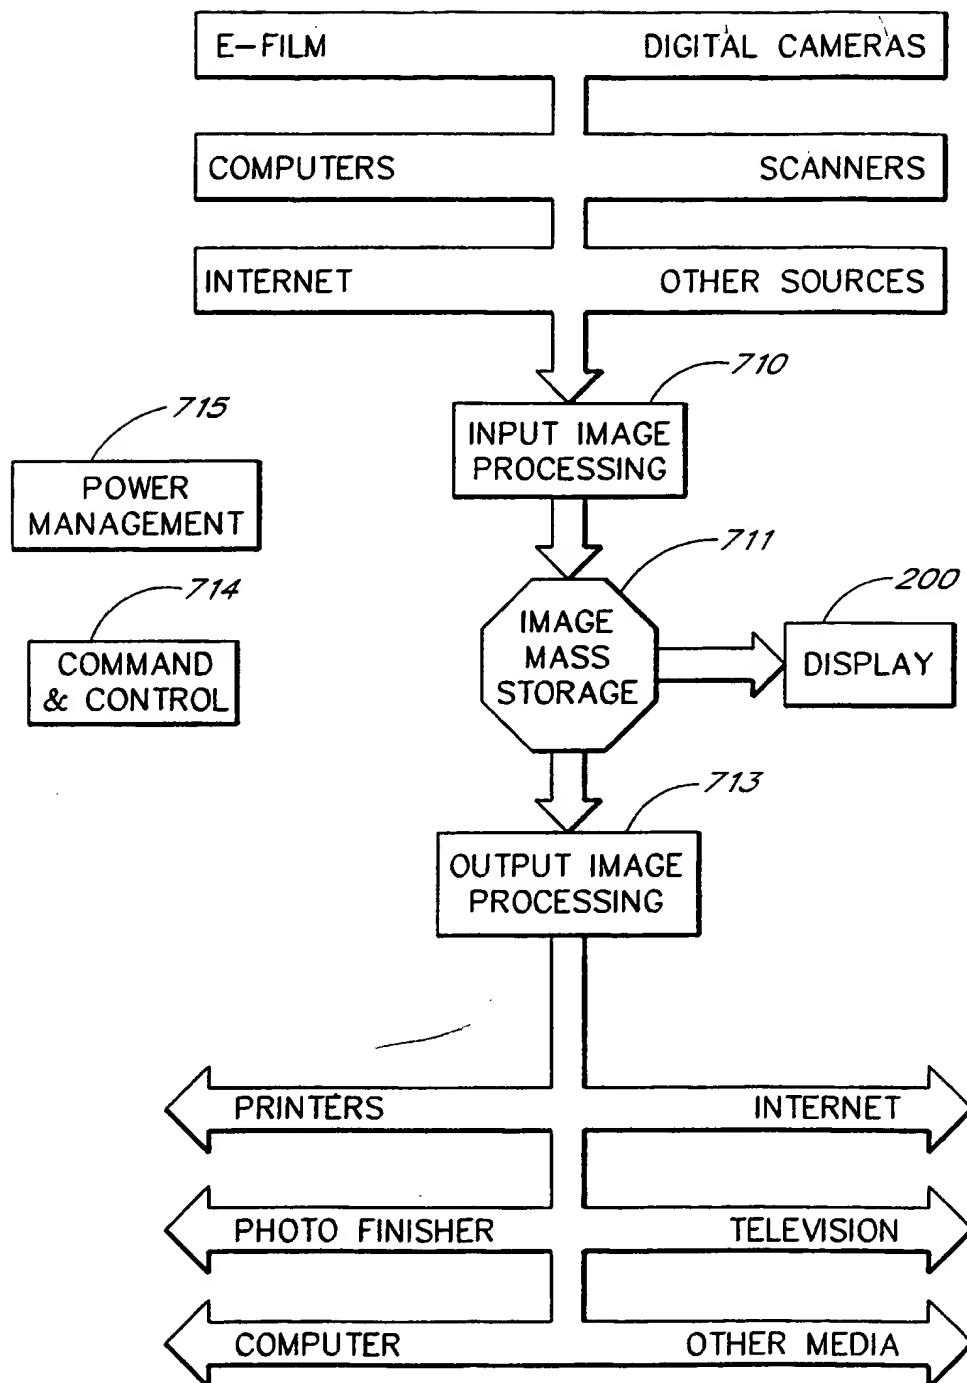 E-FILM DIGITAL CAMERAS
COMPUTERS SCANNERS
INTERNET OTHER SOURCES
710
INPUT IMAGE
PROCESSING
715
POWER
MANAGEMENT
711
IMAGE
MASS
STORAGE
200
DISPLAY
714
COMMAND
& CONTROL
713
OUTPUT IMAGE
PROCESSING
PRINTERS INTERNET
PHOTO FINISHER TELEVISION
COMPUTER OTHER MEDIA